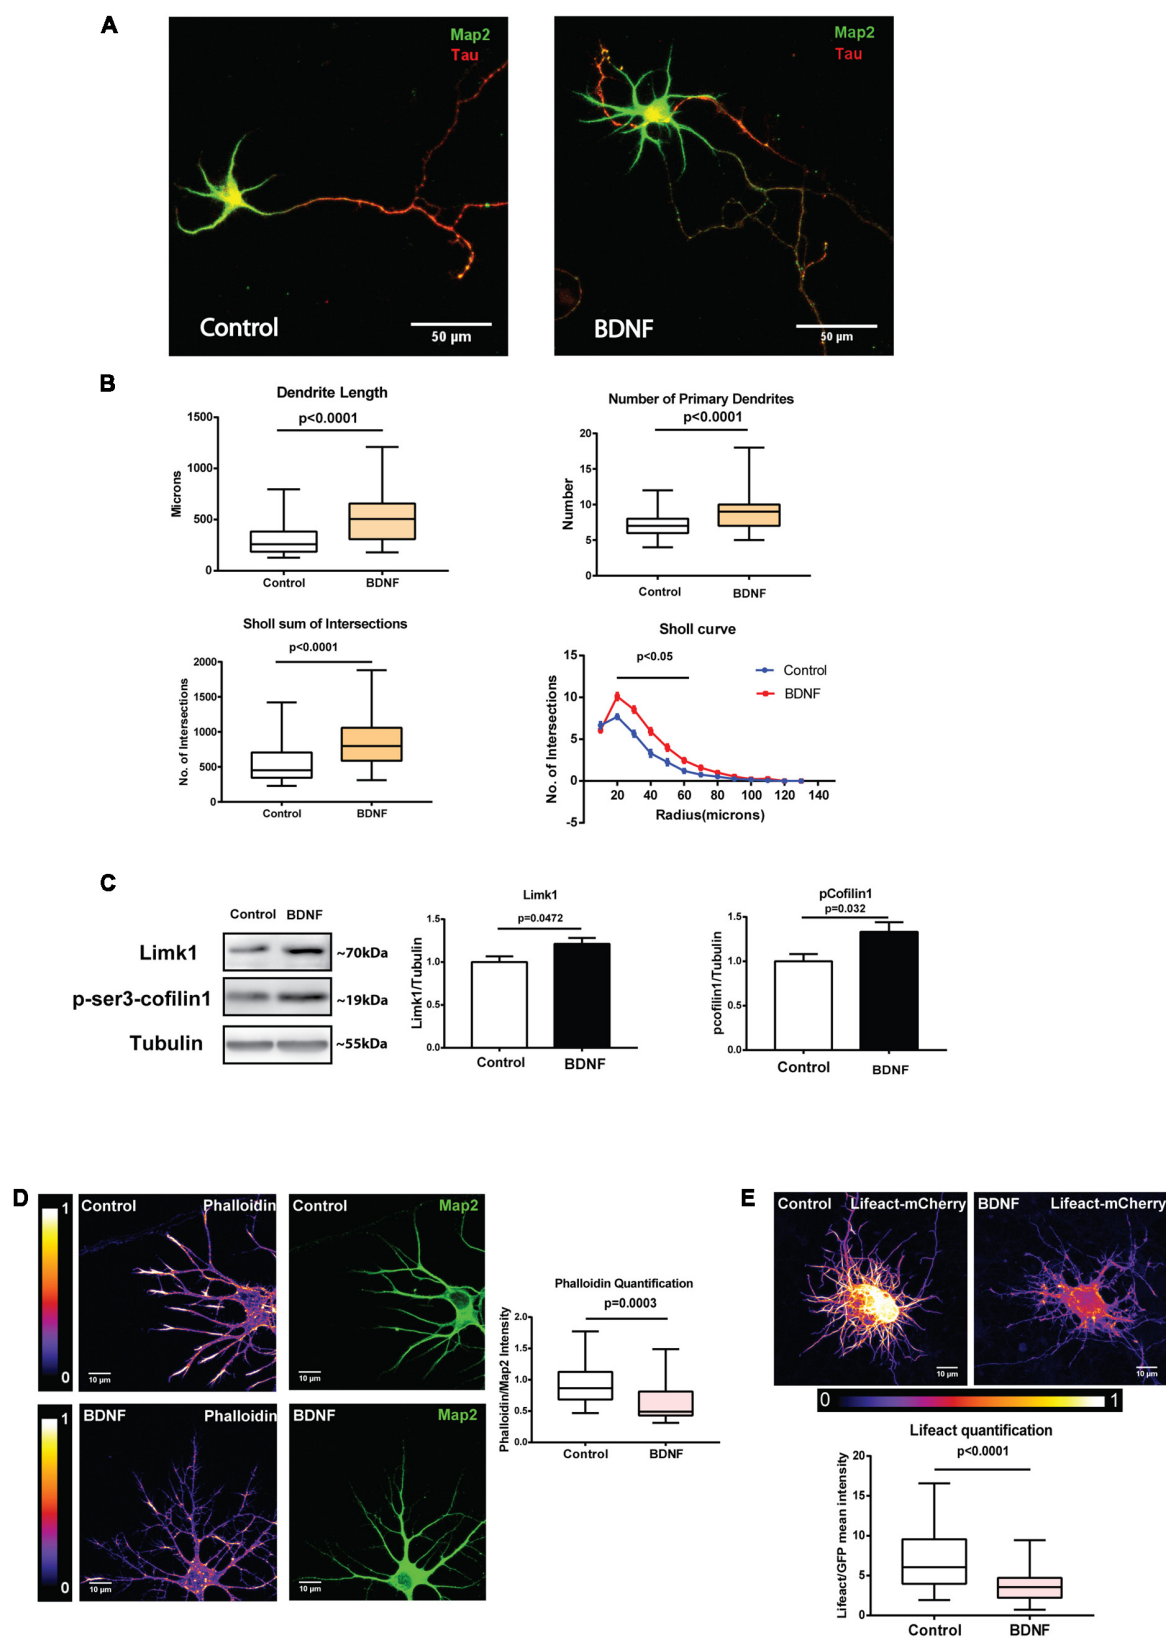 A
Map2
Tau
Control
50 µm
Map2
Tau
BDNF
50 µm
B
Dendrite Length
p<0.0001
1500
1000
500
0
Microns
Control
BDNF
Number of Primary Dendrites
p<0.0001
20
15
10
5
0
Number
Control
BDNF
Sholl sum of Intersections
p<0.0001
2000
1500
1000
500
0
No. of Intersections
Control
BDNF
Sholl curve
p<0.05
Control
BDNF
15
10
5
0
-5
No. of Intersections
20 40 60 80 100 120 140
Radius(microns)
C
Control BDNF
Limk1
~70kDa
p-ser3-cofilin1
~19kDa
Tubulin
~55kDa
Limk1
p=0.0472
1.5
1.0
0.5
0.0
Limk1/Tubulin
Control
BDNF
pCofilin1
p=0.032
1.5
1.0
0.5
0.0
pcofilin1/Tubulin
Control
BDNF
D
1
0
Control
Phalloidin
10 µm
Control
Map2
10 µm
1
0
BDNF
Phalloidin
10 µm
BDNF
Map2
10 µm
Phalloidin Quantification
p=0.0003
2.0
1.5
1.0
0.5
0.0
Phalloidin/Map2 Intensity
Control
BDNF
E
Control
Lifeact-mCherry
10 µm
BDNF
Lifeact-mCherry
10 µm
0
1
Lifeact quantification
p<0.0001
20
15
10
5
0
Lifeact/GFP mean intensity
Control
BDNF